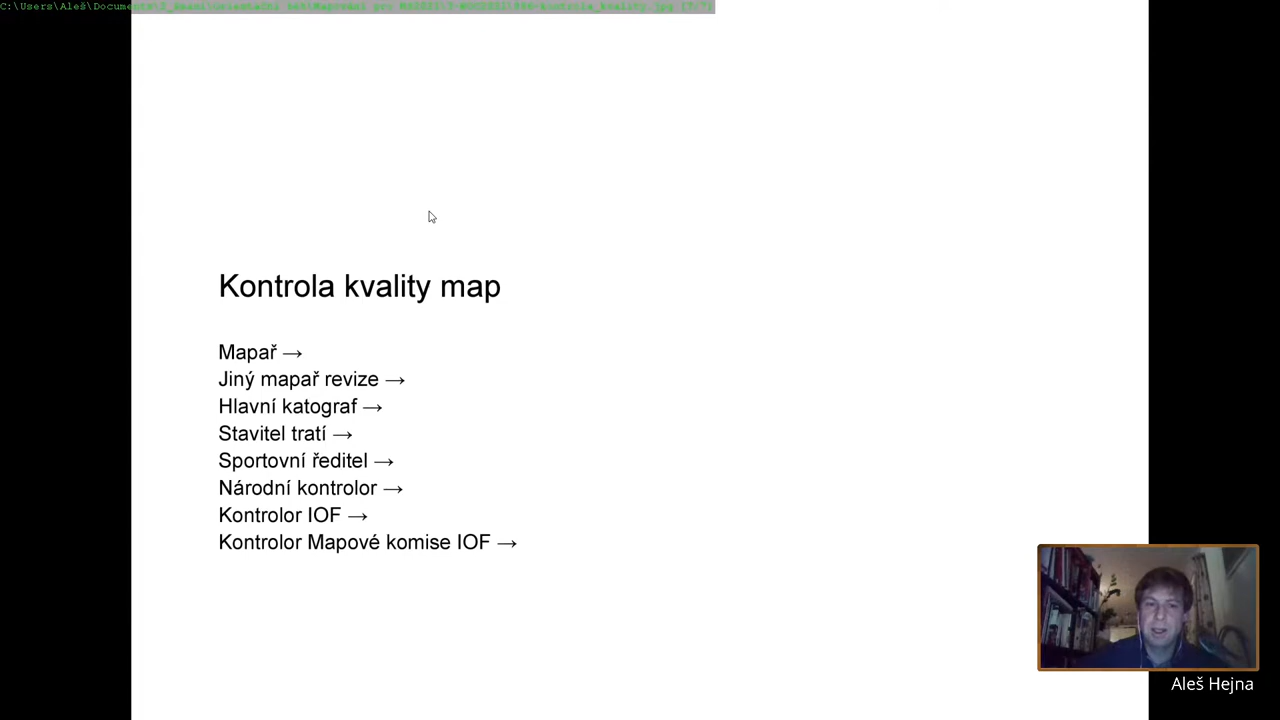 Kontrola kvality map
Mapař →
Jiný mapař revize →
Hlavní katograf →
Stavitel tratí →
Sportovní ředitel →
Národní kontrolor →
Kontrolor IOF →
Kontrolor Mapové komise IOF →
Aleš Hejna